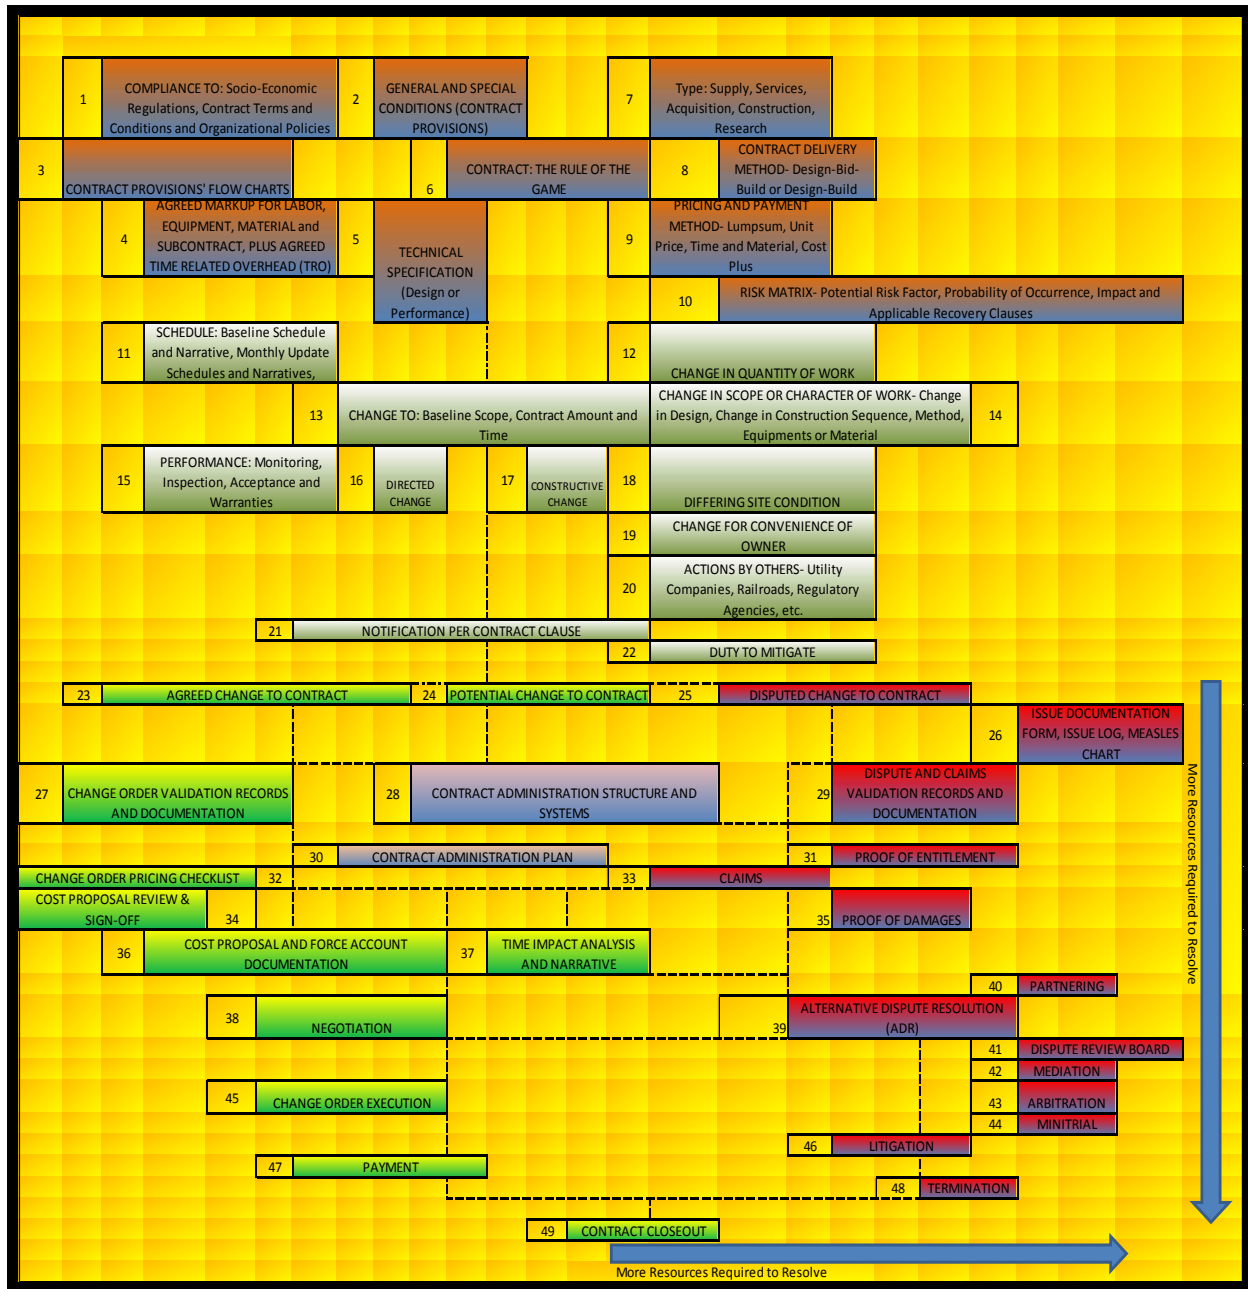 1
COMPLIANCE TO: Socio-Economic
Regulations, Contract Terms and
Conditions and Organizational Policies
2
GENERAL AND SPECIAL
CONDITIONS (CONTRACT
PROVISIONS)
7
Type: Supply, Services,
Acquisition, Construction,
Research
3
CONTRACT PROVISIONS' FLOW CHARTS
6
CONTRACT: THE RULE OF THE
GAME
8
CONTRACT DELIVERY
METHOD- Design-Bid-
Build or Design-Build
4
AGREED MARKUP FOR LABOR,
EQUIPMENT, MATERIAL and
SUBCONTRACT, PLUS AGREED
TIME RELATED OVERHEAD (TRO)
5
TECHNICAL
SPECIFICATION
(Design or
Performance)
9
PRICING AND PAYMENT
METHOD- Lumpsum, Unit
Price, Time and Material, Cost
Plus
10
RISK MATRIX- Potential Risk Factor, Probability of Occurrence, Impact and
Applicable Recovery Clauses
11
SCHEDULE: Baseline Schedule
and Narrative, Monthly Update
Schedules and Narratives,
12
CHANGE IN QUANTITY OF WORK
13
CHANGE TO: Baseline Scope, Contract Amount and
Time
CHANGE IN SCOPE OR CHARACTER OF WORK- Change
in Design, Change in Construction Sequence, Method,
Equipments or Material
14
15
PERFORMANCE: Monitoring,
Inspection, Acceptance and
Warranties
16
DIRECTED
CHANGE
17
CONSTRUCTIVE
CHANGE
18
DIFFERING SITE CONDITION
19
CHANGE FOR CONVENIENCE OF
OWNER
20
ACTIONS BY OTHERS- Utility
Companies, Railroads, Regulatory
Agencies, etc.
21
NOTIFICATION PER CONTRACT CLAUSE
22
DUTY TO MITIGATE
23
AGREED CHANGE TO CONTRACT
24
POTENTIAL CHANGE TO CONTRACT
25
DISPUTED CHANGE TO CONTRACT
26
ISSUE DOCUMENTATION
FORM, ISSUE LOG, MEASLES
CHART
27
CHANGE ORDER VALIDATION RECORDS
AND DOCUMENTATION
28
CONTRACT ADMINISTRATION STRUCTURE AND
SYSTEMS
29
DISPUTE AND CLAIMS
VALIDATION RECORDS AND
DOCUMENTATION
More Resources Required to Resolve
30
CONTRACT ADMINISTRATION PLAN
31
PROOF OF ENTITLEMENT
CHANGE ORDER PRICING CHECKLIST
32
33
CLAIMS
COST PROPOSAL REVIEW &
SIGN-OFF
34
35
PROOF OF DAMAGES
36
COST PROPOSAL AND FORCE ACCOUNT
DOCUMENTATION
37
TIME IMPACT ANALYSIS
AND NARRATIVE
40
PARTNERING
38
NEGOTIATION
39
ALTERNATIVE DISPUTE RESOLUTION
(ADR)
41
DISPUTE REVIEW BOARD
42
MEDIATION
45
CHANGE ORDER EXECUTION
43
ARBITRATION
44
MINITRIAL
46
LITIGATION
47
PAYMENT
48
TERMINATION
49
CONTRACT CLOSEOUT
More Resources Required to Resolve